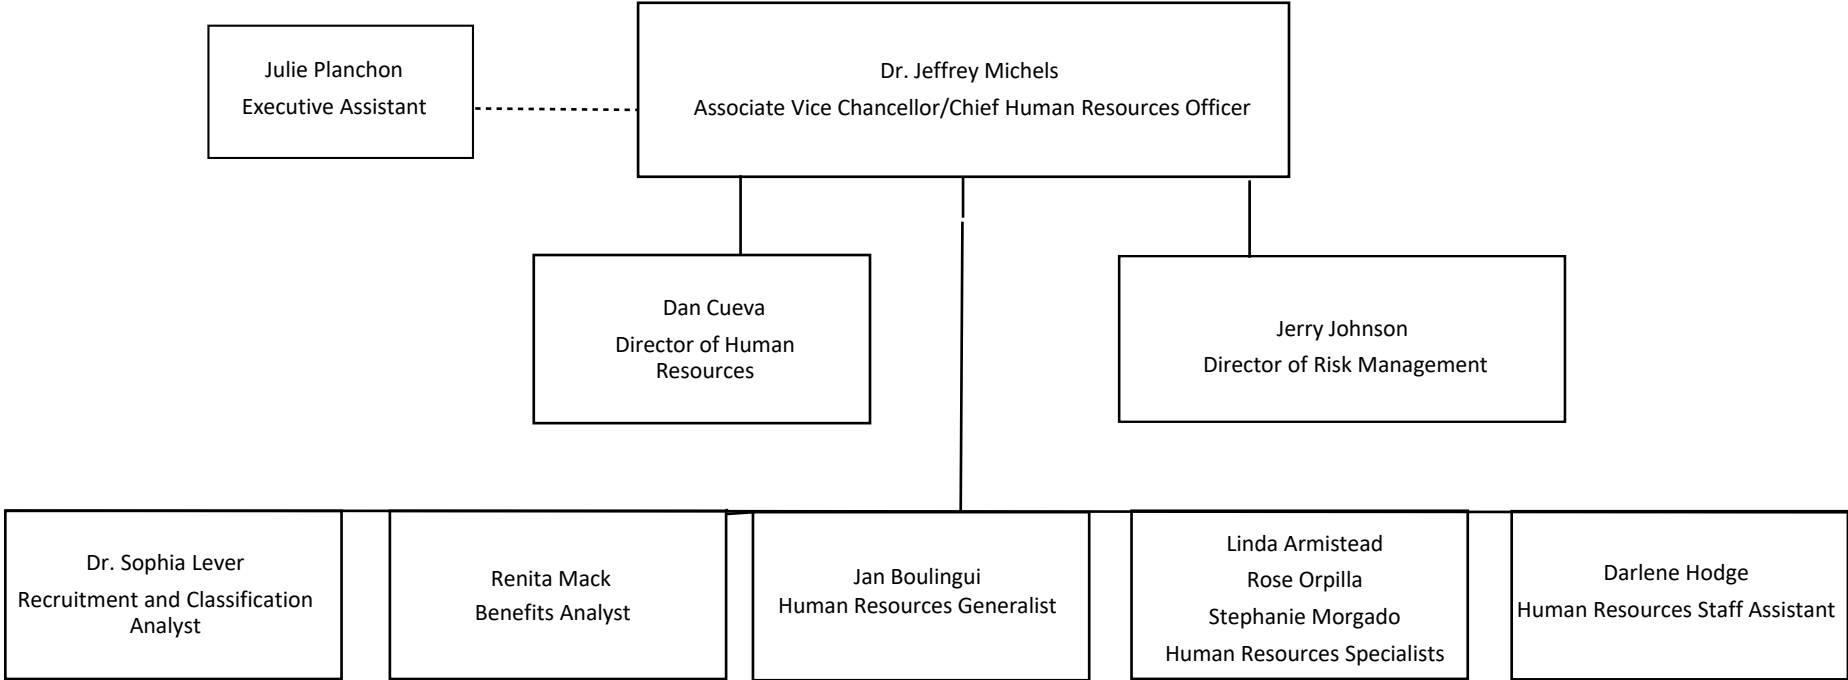 Julie Planchon
Executive Assistant
Dr. Jeffrey Michels
Associate Vice Chancellor/Chief Human Resources Officer
Dan Cueva
Director of Human
Resources
Jerry Johnson
Director of Risk Management
Dr. Sophia Lever
Recruitment and Classification
Analyst
Renita Mack
Benefits Analyst
Jan Boulingui
Human Resources Generalist
Linda Armistead
Rose Orpilla
Stephanie Morgado
Human Resources Specialists
Darlene Hodge
Human Resources Staff Assistant